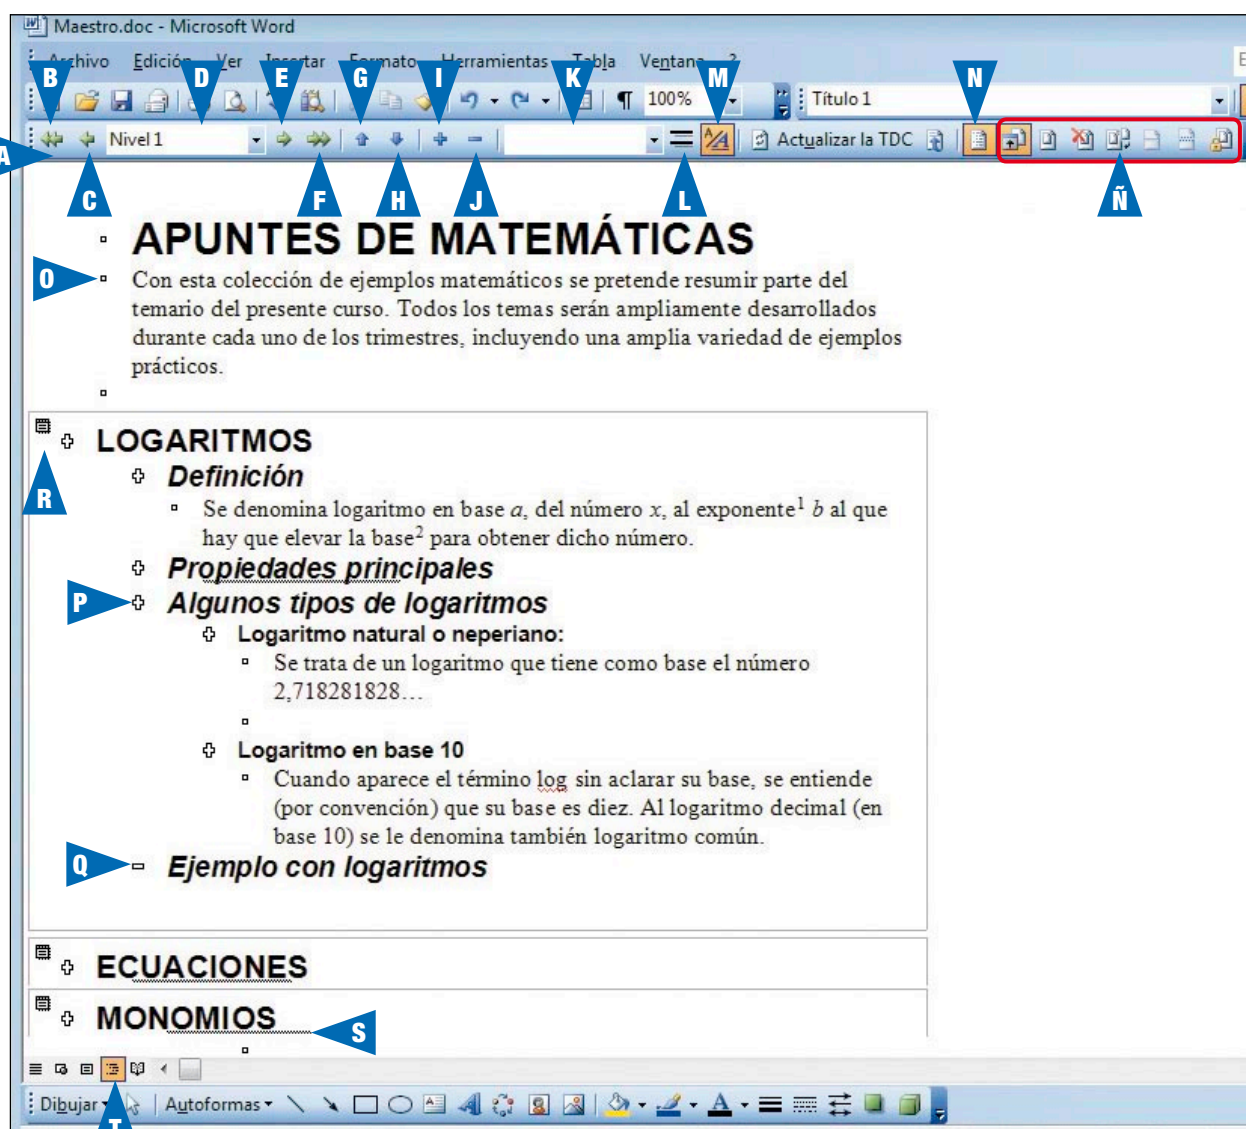 Maestro.doc - Microsoft Word
Archivo Edición Ver Insertar Formato Herramientas Tabla Ventana ?
E
B D E G I K M N
100% Título 1
Nivel 1 Actualizar la TDC
A
C F H J L Ñ
APUNTES DE MATEMÁTICAS
O
Con esta colección de ejemplos matemáticos se pretende resumir parte del
temario del presente curso. Todos los temas serán ampliamente desarrollados
durante cada uno de los trimestres, incluyendo una amplia variedad de ejemplos
prácticos.
LOGARITMOS
R
Definición
Se denomina logaritmo en base a, del número x, al exponente¹ b al que
hay que elevar la base² para obtener dicho número.
Propiedades principales
P
Algunos tipos de logaritmos
Logaritmo natural o neperiano:
Se trata de un logaritmo que tiene como base el número
2,718281828…
Logaritmo en base 10
Cuando aparece el término log sin aclarar su base, se entiende
(por convención) que su base es diez. Al logaritmo decimal (en
base 10) se le denomina también logaritmo común.
Q
Ejemplo con logaritmos
ECUACIONES
MONOMIOS
S
Dibujar Autoformas
T